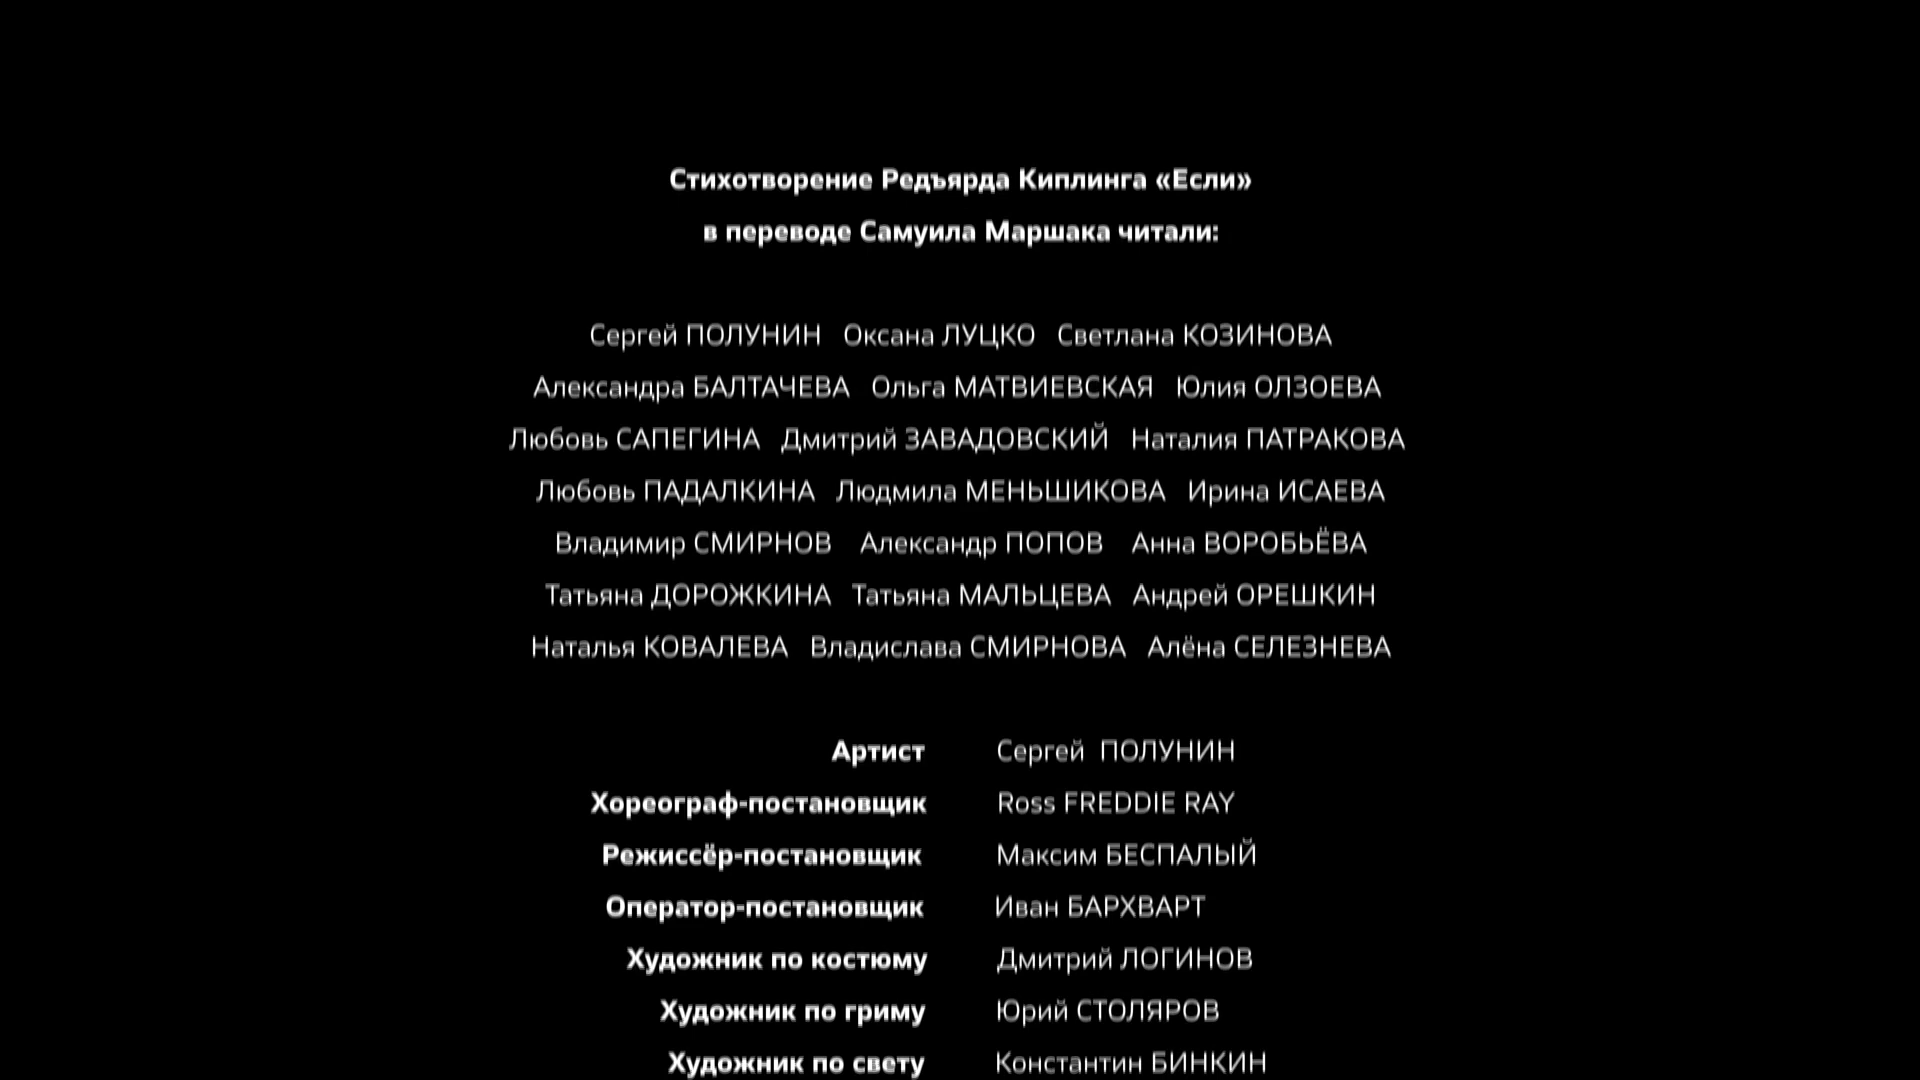 Стихотворение Редъярда Киплинга «Если»
в переводе Самуила Маршака читали:
Сергей ПОЛУНИН Оксана ЛУЦКО Светлана КОЗИНОВА
Александра БАЛТАЧЕВА Ольга МАТВИЕВСКАЯ Юлия ОЛЗОЕВА
Любовь САПЕГИНА Дмитрий ЗАВАДОВСКИЙ Наталия ПАТРАКОВА
Любовь ПАДАЛКИНА Людмила МЕНЬШИКОВА Ирина ИСАЕВА
Владимир СМИРНОВ Александр ПОПОВ Анна ВОРОБЬЁВА
Татьяна ДОРОЖКИНА Татьяна МАЛЬЦЕВА Андрей ОРЕШКИН
Наталья КОВАЛЕВА Владислава СМИРНОВА Алёна СЕЛЕЗНЕВА
Артист Сергей ПОЛУНИН
Хореограф-постановщик Ross FREDDIE RAY
Режиссёр-постановщик Максим БЕСПАЛЫЙ
Оператор-постановщик Иван БАРХВАРТ
Художник по костюму Дмитрий ЛОГИНОВ
Художник по гриму Юрий СТОЛЯРОВ
Художник по свету Константин БИНКИН